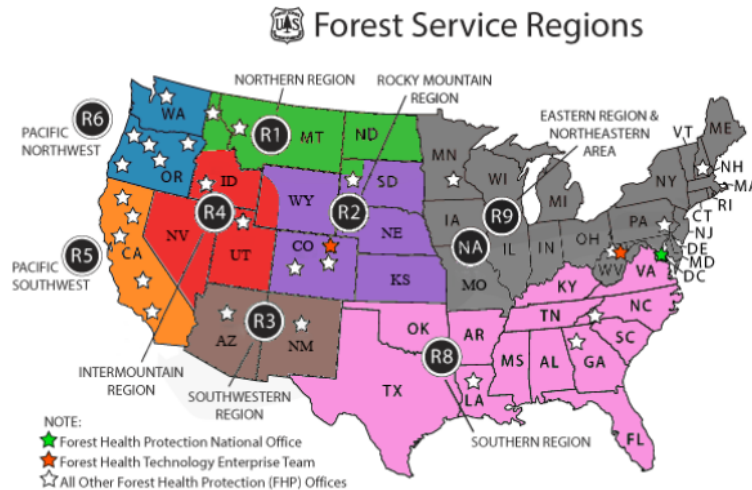 U S
Forest Service Regions
NORTHERN REGION
ROCKY MOUNTAIN
REGION
EASTERN REGION &
NORTHEASTERN
AREA
R6
PACIFIC
NORTHWEST
WA
OR
R1
MT
ND
ID
R4
NV
UT
WY
R2
SD
NE
CO
KS
R5
PACIFIC
SOUTHWEST
CA
R3
AZ
NM
MN
WI
MI
IA
R9
NA
IL
IN
OH
MO
PA
NY
WV
VT
ME
NH
MA
RI
CT
NJ
DE
MD
DC
VA
KY
TN
NC
SC
OK
AR
R8
MS
AL
GA
TX
LA
FL
INTERMOUNTAIN
REGION
SOUTHWESTERN
REGION
SOUTHERN REGION
NOTE:
Forest Health Protection National Office
Forest Health Technology Enterprise Team
All Other Forest Health Protection (FHP) Offices